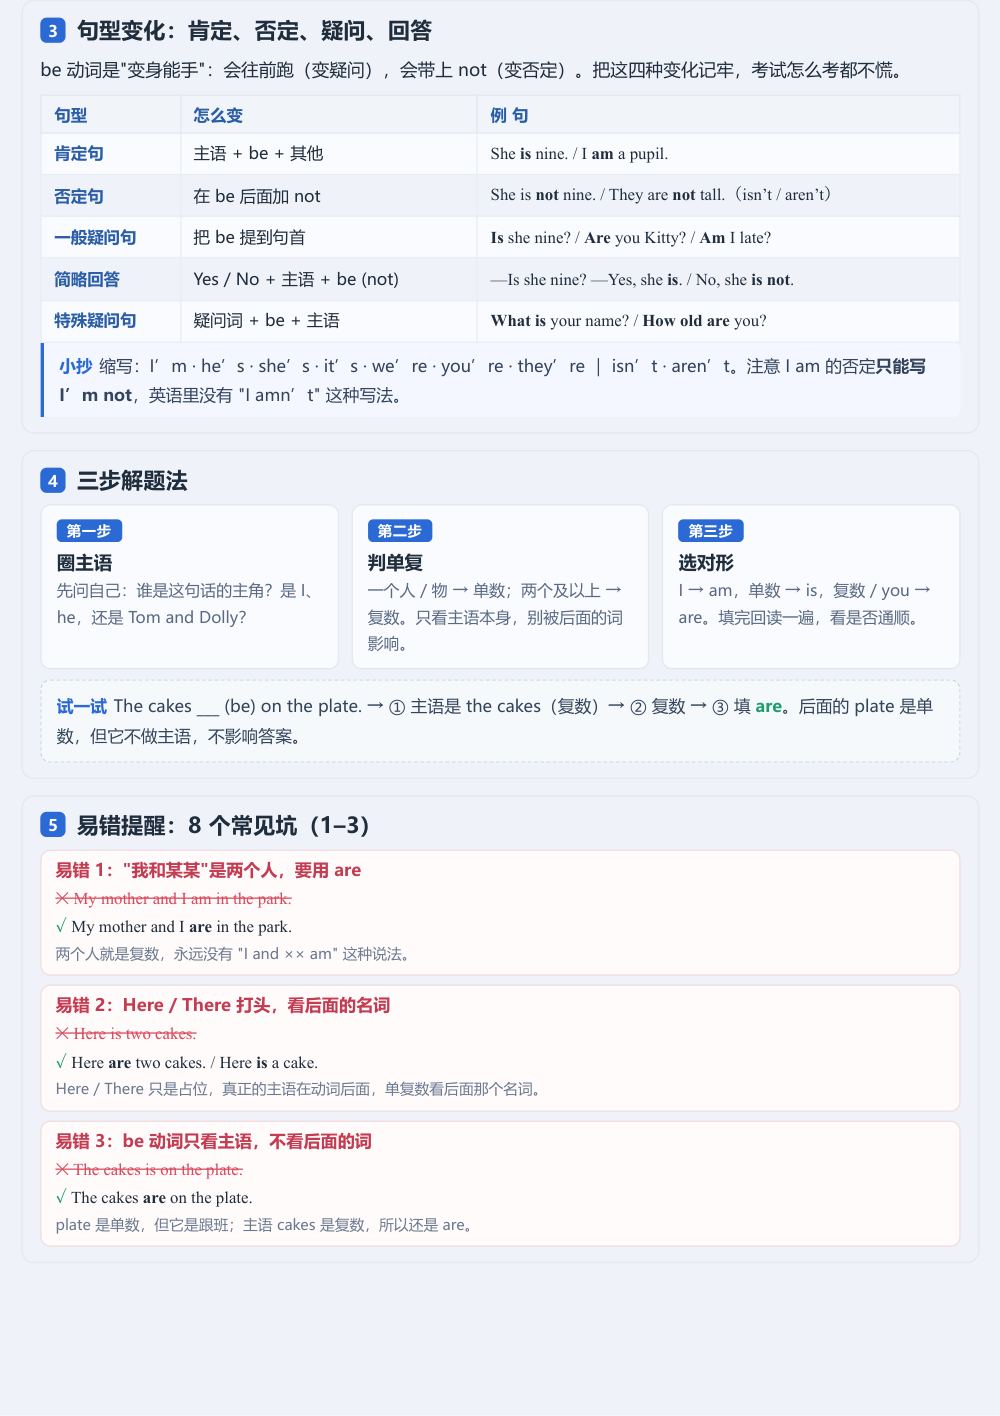 3 句型变化：肯定、否定、疑问、回答
be 动词是"变身能手"：会往前跑（变疑问），会带上 not（变否定）。把这四种变化记牢，考试怎么考都不慌。
句型 怎么变 例 句
肯定句 主语 + be + 其他 She is nine. / I am a pupil.
否定句 在 be 后面加 not She is not nine. / They are not tall.（isn’t / aren’t）
一般疑问句 把 be 提到句首 Is she nine? / Are you Kitty? / Am I late?
简略回答 Yes / No + 主语 + be (not) —Is she nine? —Yes, she is. / No, she is not.
特殊疑问句 疑问词 + be + 主语 What is your name? / How old are you?
小抄 缩写：I’m · he’s · she’s · it’s · we’re · you’re · they’re | isn’t · aren’t。注意 I am 的否定只能写
I’m not，英语里没有 "I amn’t" 这种写法。
4 三步解题法
第一步
圈主语
先问自己：谁是这句话的主角？是 I、
he，还是 Tom and Dolly？
第二步
判单复
一个人 / 物 → 单数；两个及以上 →
复数。只看主语本身，别被后面的词
影响。
第三步
选对形
I → am，单数 → is，复数 / you →
are。填完回读一遍，看是否通顺。
试一试 The cakes ___ (be) on the plate. → ① 主语是 the cakes（复数）→ ② 复数 → ③ 填 are。后面的 plate 是单
数，但它不做主语，不影响答案。
5 易错提醒：8 个常见坑（1–3）
易错 1："我和某某"是两个人，要用 are
✕ My mother and I am in the park.
√ My mother and I are in the park.
两个人就是复数，永远没有 "I and ×× am" 这种说法。
易错 2：Here / There 打头，看后面的名词
✕ Here is two cakes.
√ Here are two cakes. / Here is a cake.
Here / There 只是占位，真正的主语在动词后面，单复数看后面那个名词。
易错 3：be 动词只看主语，不看后面的词
✕ The cakes is on the plate.
√ The cakes are on the plate.
plate 是单数，但它是跟班；主语 cakes 是复数，所以还是 are。